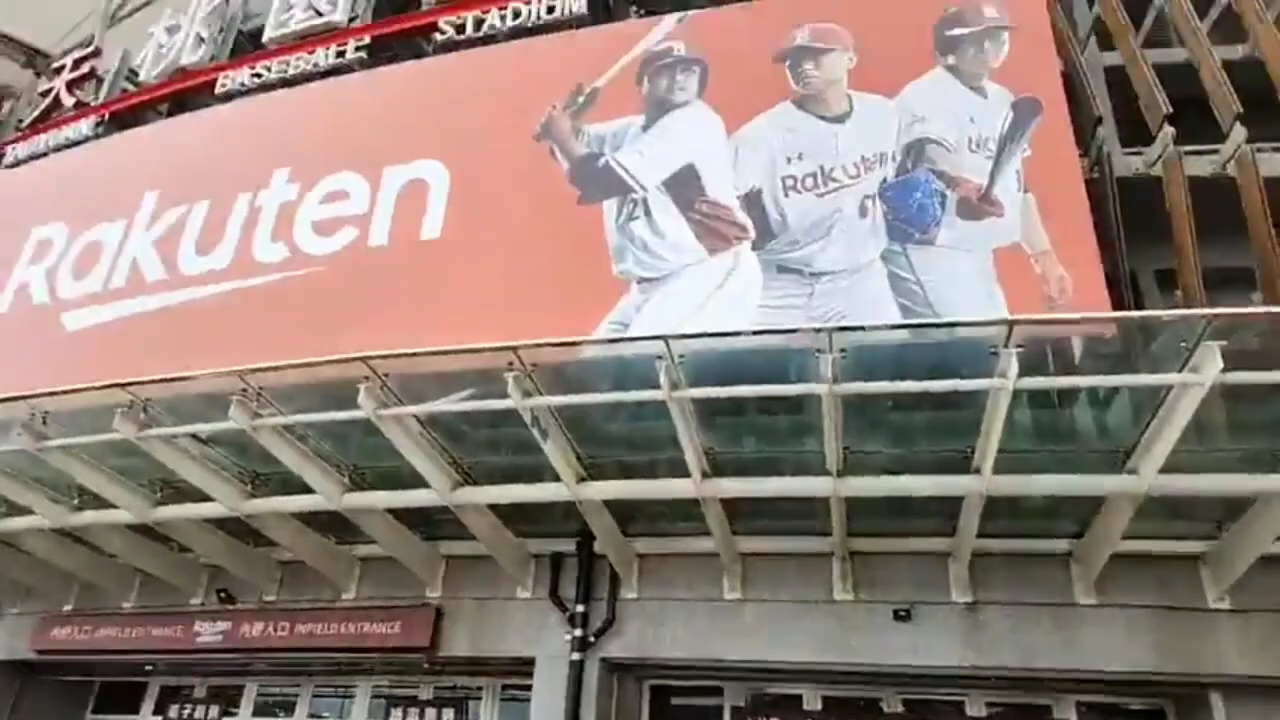 天 桃園
BASEBALL STADIUM
Rakuten
21
Rakuten
內野入口 INFIELD ENTRANCE Rakuten 內野入口 INFIELD ENTRANCE